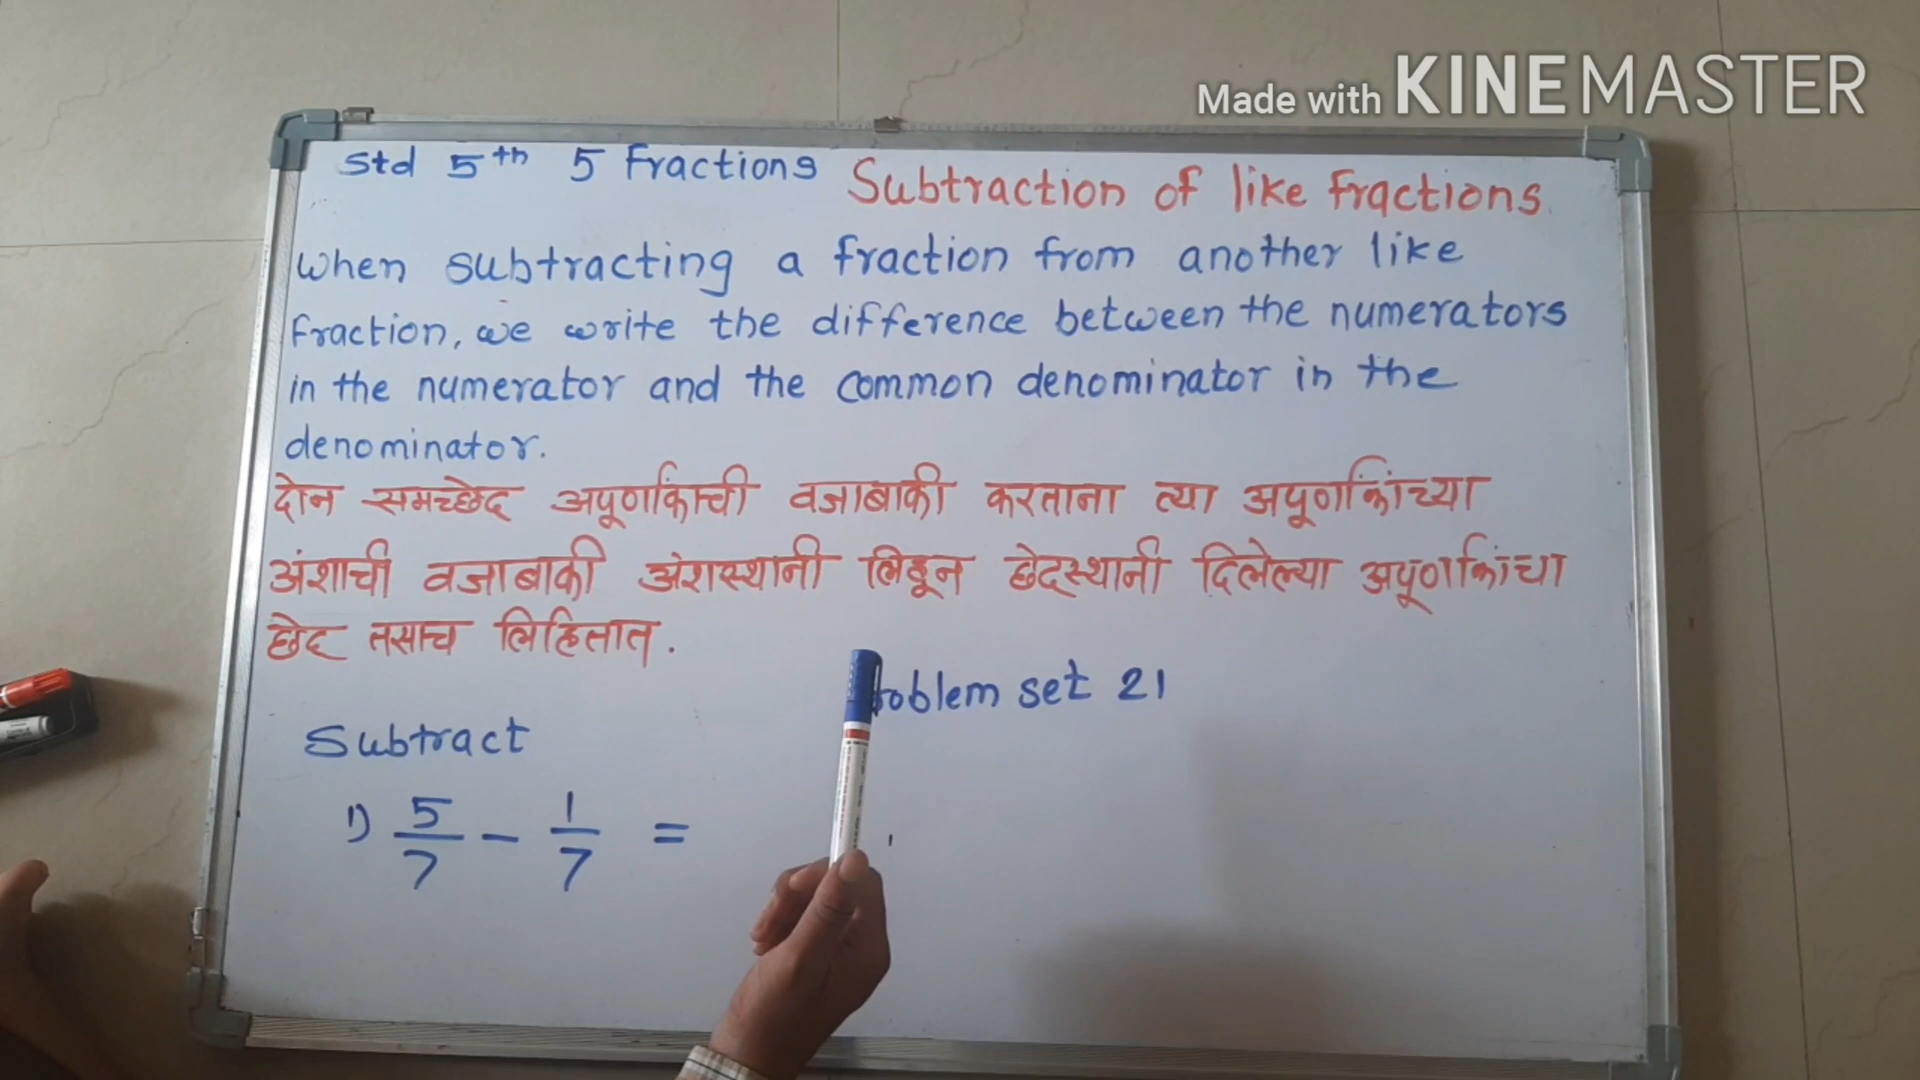 Made with KINEMASTER
Std 5th 5 Fractions Subtraction of like fractions
When subtracting a fraction from another like
fraction, we write the difference between the numerators
in the numerator and the common denominator in the
denominator.
दोन समच्छेद अपूर्णांकाची वजाबाकी करताना त्या अपूर्णांकांच्या
अंशाची वजाबाकी अंशस्थानी लिहून छेदस्थानी दिलेल्या अपूर्णांकांचा
छेद तसाच लिहितात.
roblem set 21
Subtract
1) 5/7 - 1/7 =